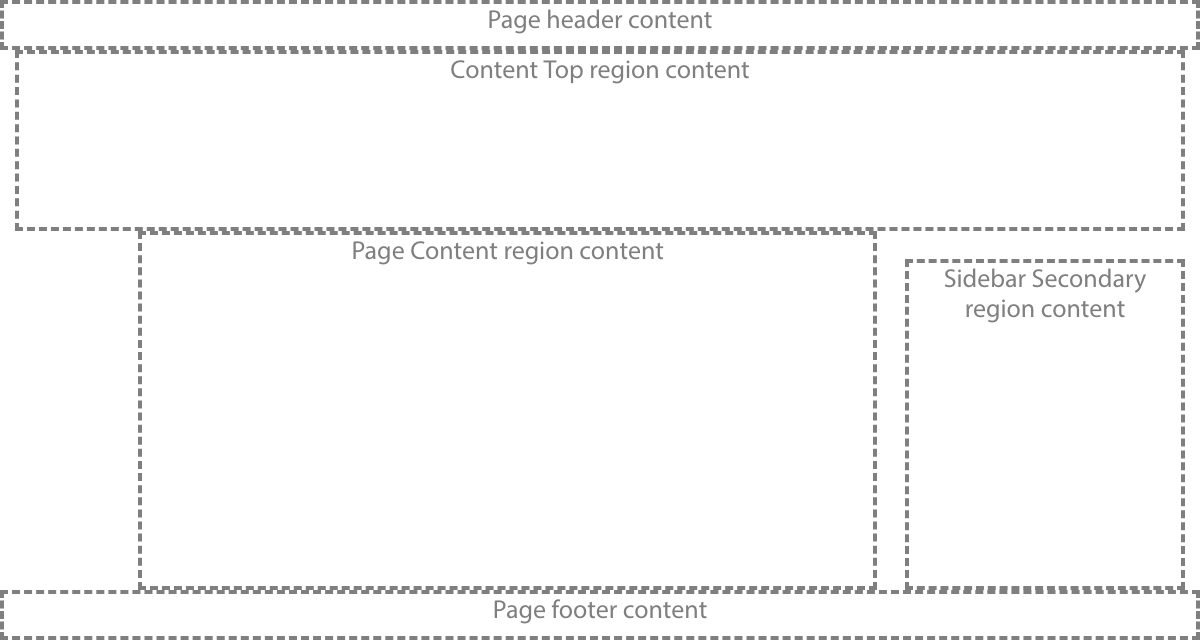 Page header content
Content Top region content
Page Content region content
Sidebar Secondary
region content
Page footer content